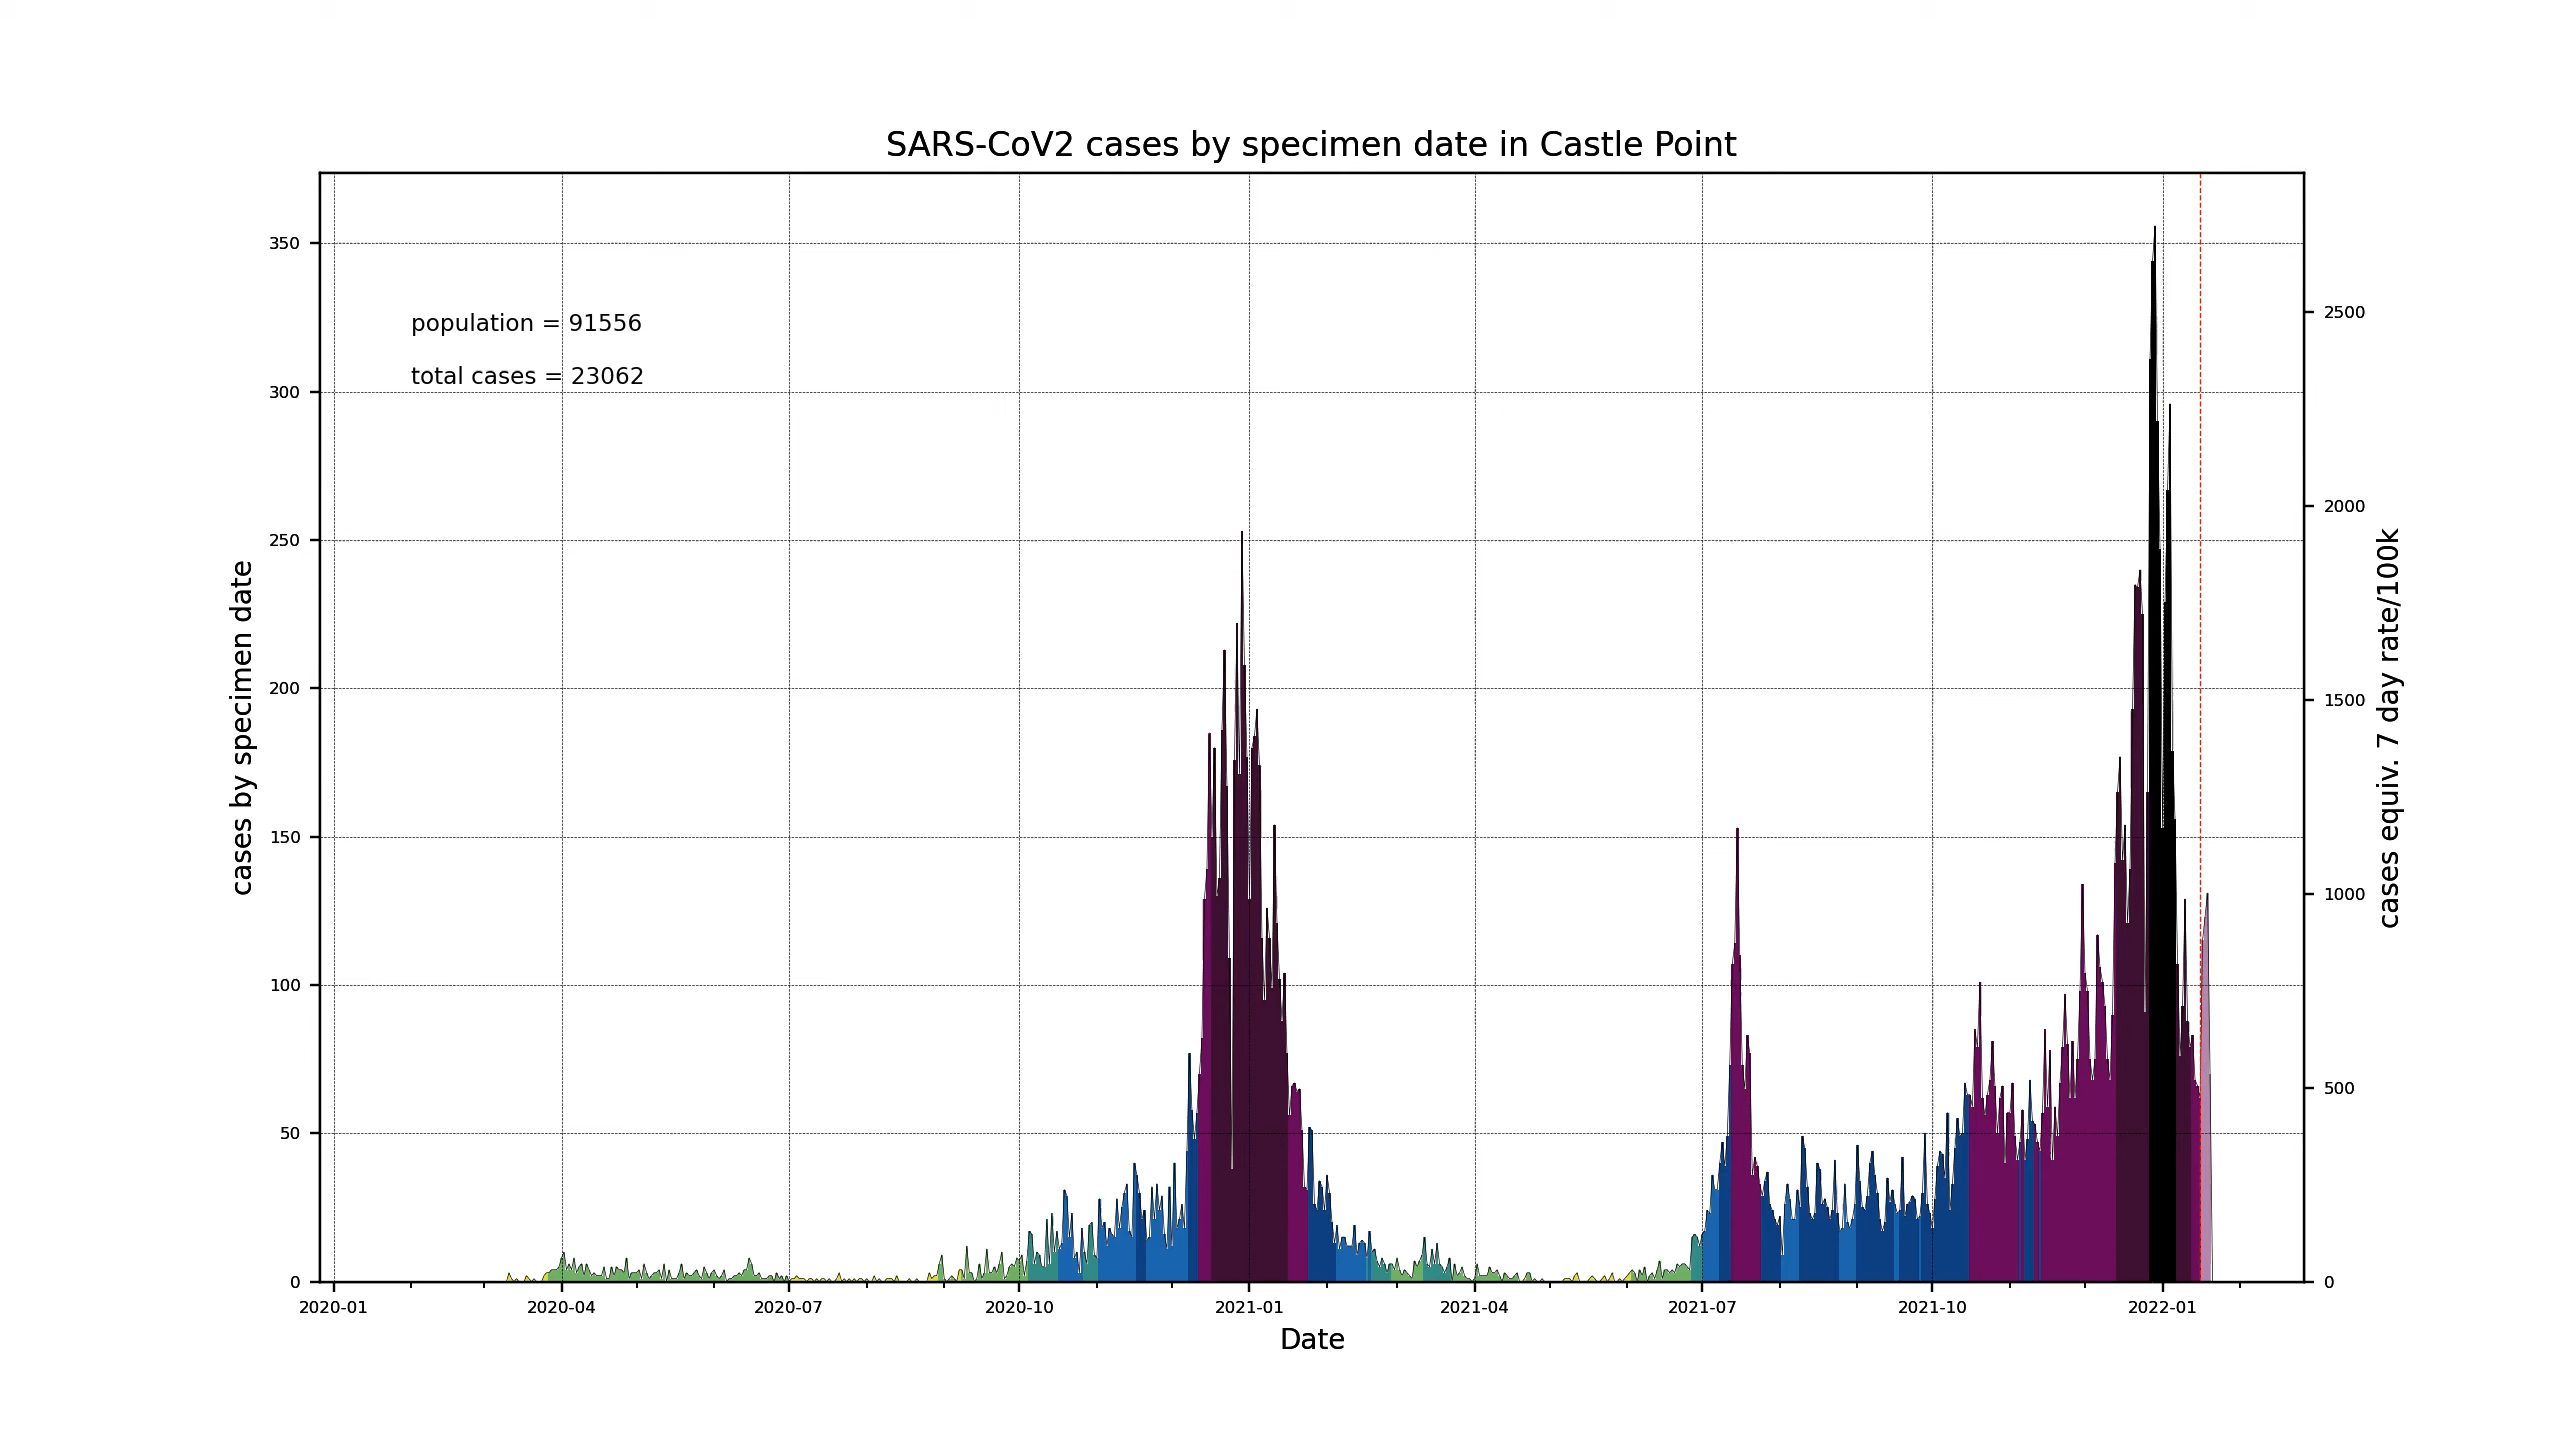 SARS-CoV2 cases by specimen date in Castle Point
population = 91556
total cases = 23062
cases by specimen date
350
300
250
200
150
100
50
0
2500
2000
1500
1000
500
0
cases equiv. 7 day rate/100k
2020-01 2020-04 2020-07 2020-10 2021-01 2021-04 2021-07 2021-10 2022-01
Date